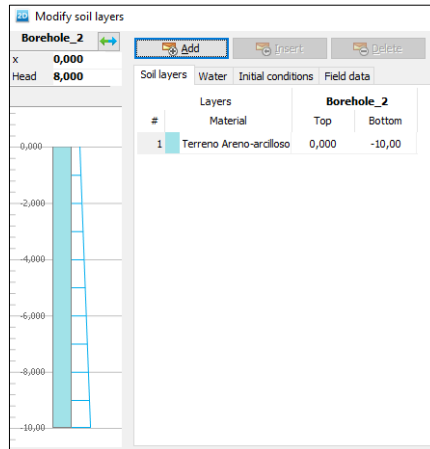 2D Modify soil layers
Borehole_2
x 0,000
Head 8,000
Add Insert Delete
Soil layers Water Initial conditions Field data
Layers Borehole_2
# Material Top Bottom
1 Terreno Areno-arcilloso 0,000 -10,00
0,000
-2,000
-4,000
-6,000
-8,000
-10,00